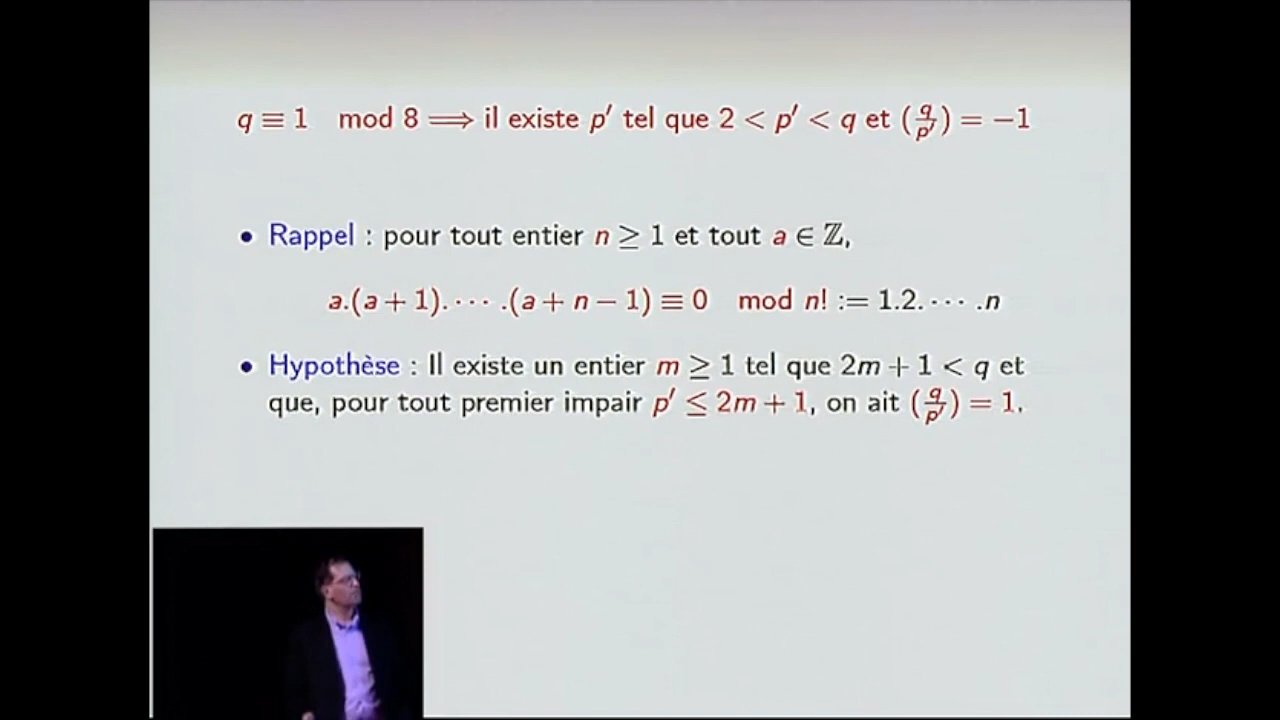 q ≡ 1 mod 8 ⟹ il existe p′ tel que 2 < p′ < q et (q/p′) = −1
• Rappel : pour tout entier n ≥ 1 et tout a ∈ ℤ,
a.(a + 1). ⋯ .(a + n − 1) ≡ 0 mod n! := 1.2. ⋯ .n
• Hypothèse : Il existe un entier m ≥ 1 tel que 2m + 1 < q et
que, pour tout premier impair p′ ≤ 2m + 1, on ait (q/p′) = 1.